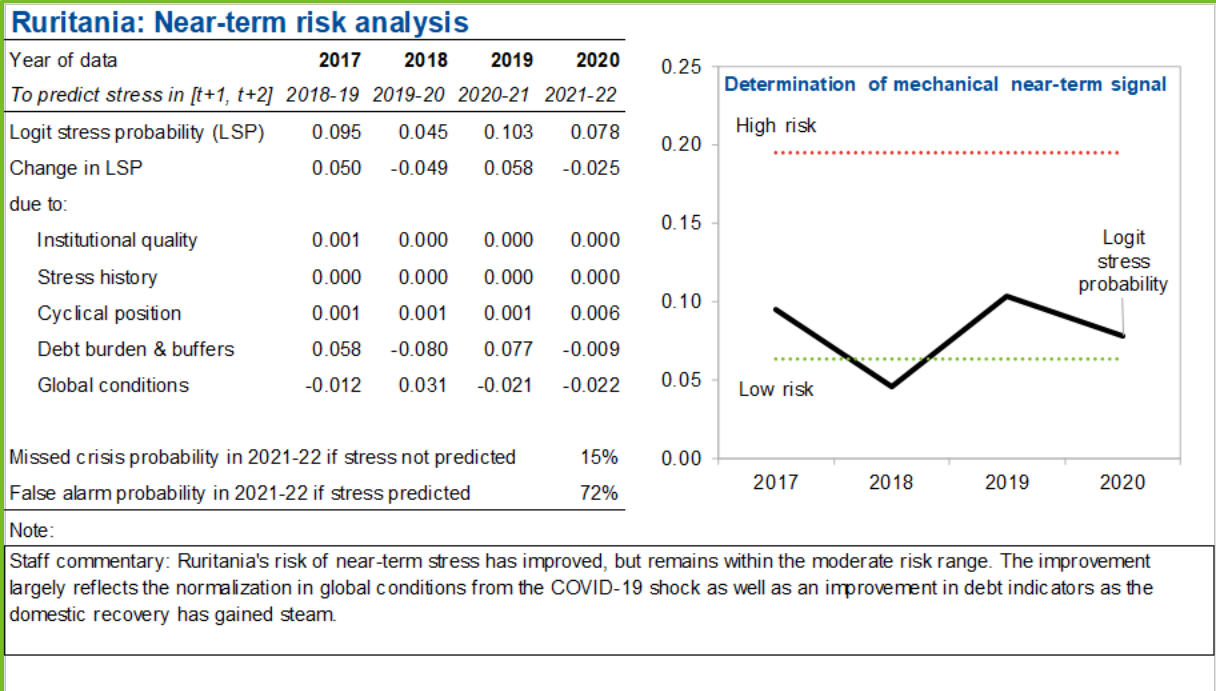 Ruritania: Near-term risk analysis
Year of data 2017 2018 2019 2020
To predict stress in [t+1, t+2] 2018-19 2019-20 2020-21 2021-22
Logit stress probability (LSP) 0.095 0.045 0.103 0.078
Change in LSP 0.050 -0.049 0.058 -0.025
due to:
Institutional quality 0.001 0.000 0.000 0.000
Stress history 0.000 0.000 0.000 0.000
Cyclical position 0.001 0.001 0.001 0.006
Debt burden & buffers 0.058 -0.080 0.077 -0.009
Global conditions -0.012 0.031 -0.021 -0.022
Missed crisis probability in 2021-22 if stress not predicted 15%
False alarm probability in 2021-22 if stress predicted 72%
Determination of mechanical near-term signal
0.25
0.20
0.15
0.10
0.05
0.00
High risk
Logit
stress
probability
Low risk
2017 2018 2019 2020
Note:
Staff commentary: Ruritania's risk of near-term stress has improved, but remains within the moderate risk range. The improvement
largely reflects the normalization in global conditions from the COVID-19 shock as well as an improvement in debt indicators as the
domestic recovery has gained steam.